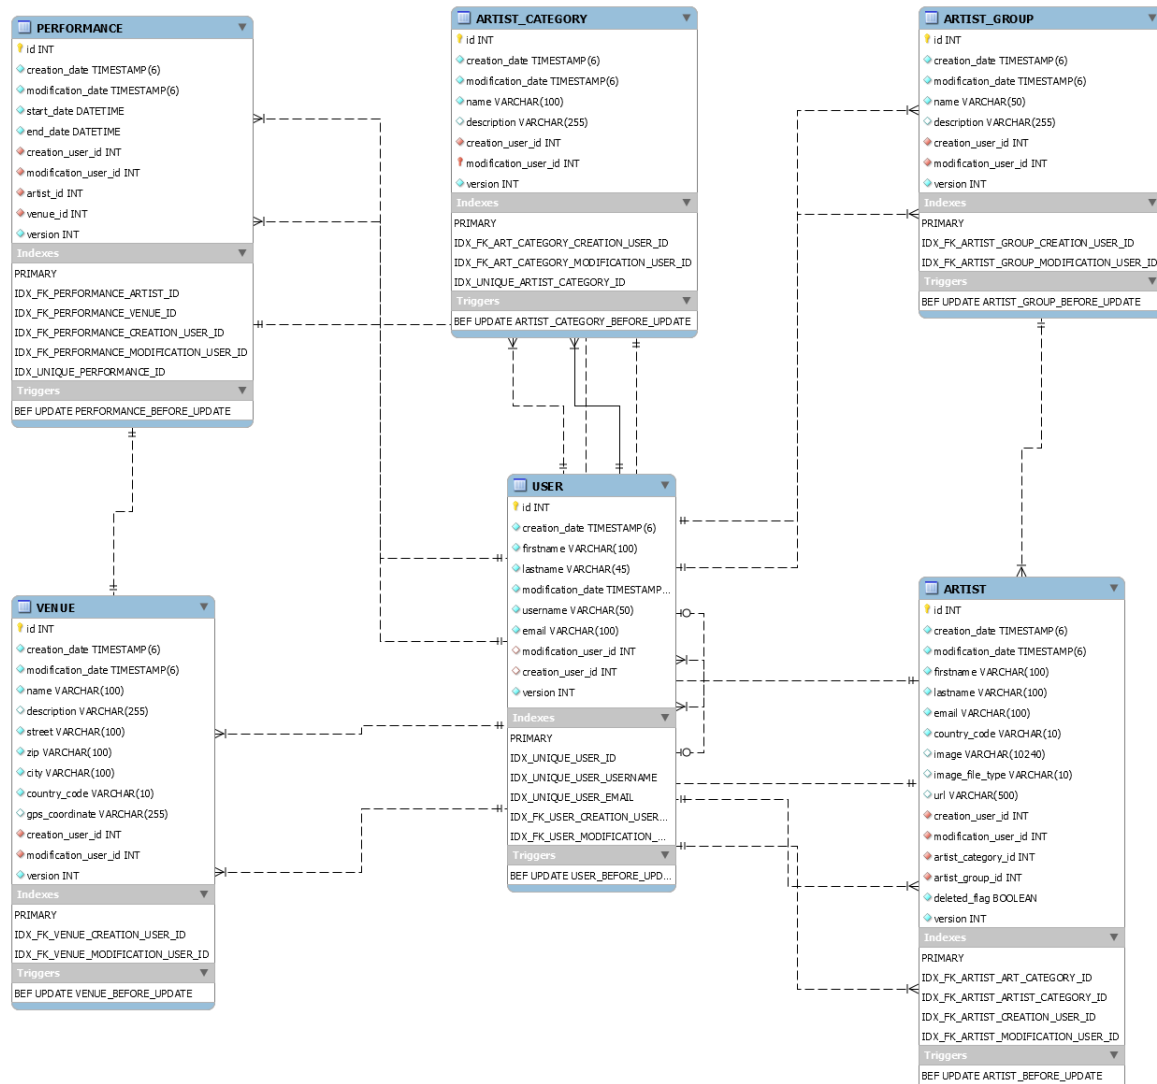 PERFORMANCE
id INT
creation_date TIMESTAMP(6)
modification_date TIMESTAMP(6)
start_date DATETIME
end_date DATETIME
creation_user_id INT
modification_user_id INT
artist_id INT
venue_id INT
version INT
Indexes
PRIMARY
IDX_FK_PERFORMANCE_ARTIST_ID
IDX_FK_PERFORMANCE_VENUE_ID
IDX_FK_PERFORMANCE_CREATION_USER_ID
IDX_FK_PERFORMANCE_MODIFICATION_USER_ID
IDX_UNIQUE_PERFORMANCE_ID
Triggers
BEF UPDATE PERFORMANCE_BEFORE_UPDATE
ARTIST_CATEGORY
id INT
creation_date TIMESTAMP(6)
modification_date TIMESTAMP(6)
name VARCHAR(100)
description VARCHAR(255)
creation_user_id INT
modification_user_id INT
version INT
Indexes
PRIMARY
IDX_FK_ART_CATEGORY_CREATION_USER_ID
IDX_FK_ART_CATEGORY_MODIFICATION_USER_ID
IDX_UNIQUE_ARTIST_CATEGORY_ID
Triggers
BEF UPDATE ARTIST_CATEGORY_BEFORE_UPDATE
ARTIST_GROUP
id INT
creation_date TIMESTAMP(6)
modification_date TIMESTAMP(6)
name VARCHAR(50)
description VARCHAR(255)
creation_user_id INT
modification_user_id INT
version INT
Indexes
PRIMARY
IDX_FK_ARTIST_GROUP_CREATION_USER_ID
IDX_FK_ARTIST_GROUP_MODIFICATION_USER_ID
Triggers
BEF UPDATE ARTIST_GROUP_BEFORE_UPDATE
USER
id INT
creation_date TIMESTAMP(6)
firstname VARCHAR(100)
lastname VARCHAR(45)
modification_date TIMESTAMP...
username VARCHAR(50)
email VARCHAR(100)
modification_user_id INT
creation_user_id INT
version INT
Indexes
PRIMARY
IDX_UNIQUE_USER_ID
IDX_UNIQUE_USER_USERNAME
IDX_UNIQUE_USER_EMAIL
IDX_FK_USER_CREATION_USER...
IDX_FK_USER_MODIFICATION_...
Triggers
BEF UPDATE USER_BEFORE_UPD...
VENUE
id INT
creation_date TIMESTAMP(6)
modification_date TIMESTAMP(6)
name VARCHAR(100)
description VARCHAR(255)
street VARCHAR(100)
zip VARCHAR(100)
city VARCHAR(100)
country_code VARCHAR(10)
gps_coordinate VARCHAR(255)
creation_user_id INT
modification_user_id INT
version INT
Indexes
PRIMARY
IDX_FK_VENUE_CREATION_USER_ID
IDX_FK_VENUE_MODIFICATION_USER_ID
Triggers
BEF UPDATE VENUE_BEFORE_UPDATE
ARTIST
id INT
creation_date TIMESTAMP(6)
modification_date TIMESTAMP(6)
firstname VARCHAR(100)
lastname VARCHAR(100)
email VARCHAR(100)
country_code VARCHAR(10)
image VARCHAR(10240)
image_file_type VARCHAR(10)
url VARCHAR(500)
creation_user_id INT
modification_user_id INT
artist_category_id INT
artist_group_id INT
deleted_flag BOOLEAN
version INT
Indexes
PRIMARY
IDX_FK_ARTIST_ART_CATEGORY_ID
IDX_FK_ARTIST_ARTIST_CATEGORY_ID
IDX_FK_ARTIST_CREATION_USER_ID
IDX_FK_ARTIST_MODIFICATION_USER_ID
Triggers
BEF UPDATE ARTIST_BEFORE_UPDATE